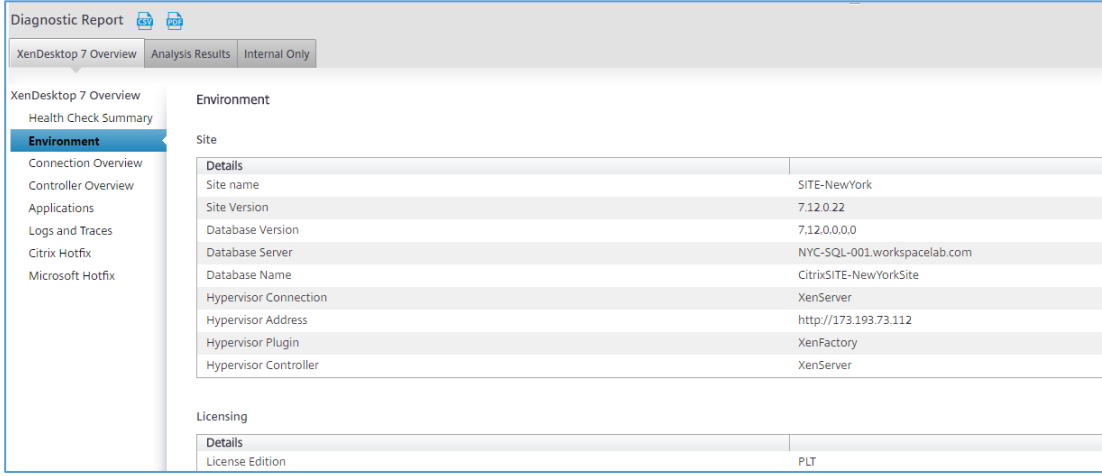 Diagnostic Report CSV PDF
XenDesktop 7 Overview Analysis Results Internal Only
XenDesktop 7 Overview
Health Check Summary
Environment
Connection Overview
Controller Overview
Applications
Logs and Traces
Citrix Hotfix
Microsoft Hotfix
Environment
Site
Details
Site name SITE-NewYork
Site Version 7.12.0.22
Database Version 7,12,0,0,0,0
Database Server NYC-SQL-001.workspacelab.com
Database Name CitrixSITE-NewYorkSite
Hypervisor Connection XenServer
Hypervisor Address http://173.193.73.112
Hypervisor Plugin XenFactory
Hypervisor Controller XenServer
Licensing
Details
License Edition PLT